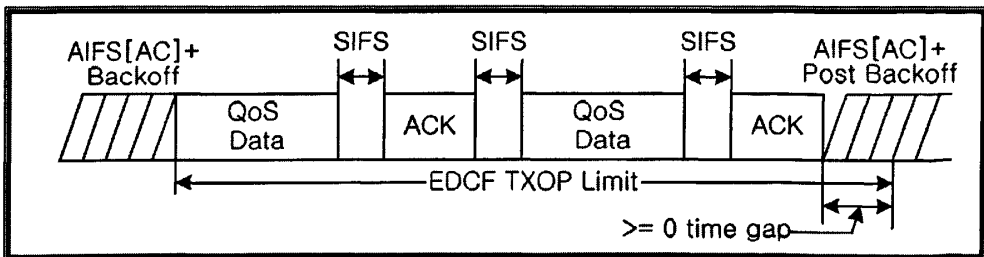 AIFS[AC]+
Backoff
SIFS
SIFS
SIFS
AIFS[AC]+
Post Backoff
QoS
Data
ACK
QoS
Data
ACK
EDCF TXOP Limit
>= 0 time gap